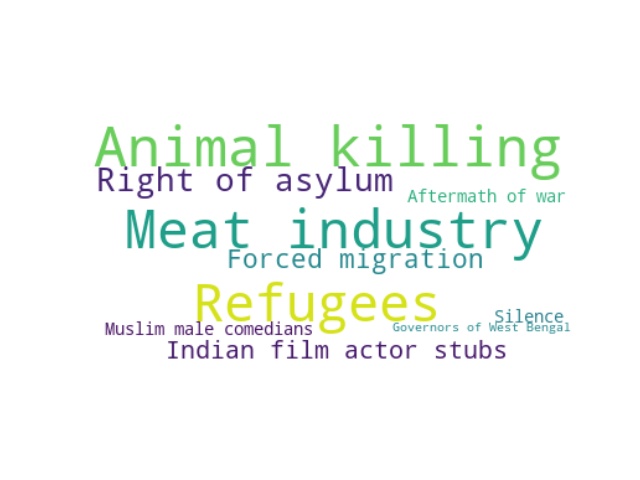 Animal killing
Right of asylum
Aftermath of war
Meat industry
Forced migration
Refugees
Silence
Muslim male comedians
Governors of West Bengal
Indian film actor stubs